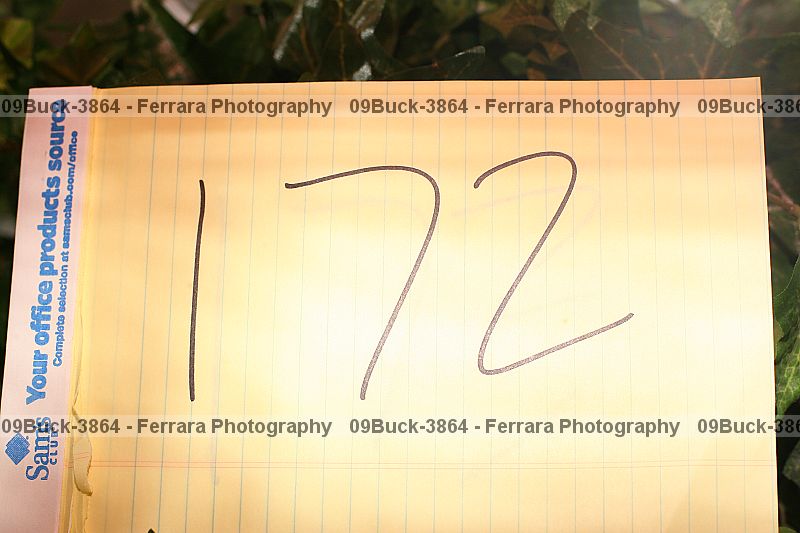 09Buck-3864 - Ferrara Photography 09Buck-3864 - Ferrara Photography 09Buck-3864
172
09Buck-3864 - Ferrara Photography 09Buck-3864 - Ferrara Photography 09Buck-3864
Your office products source
Complete selection at samsclub.com/office
Sam's
CLUB